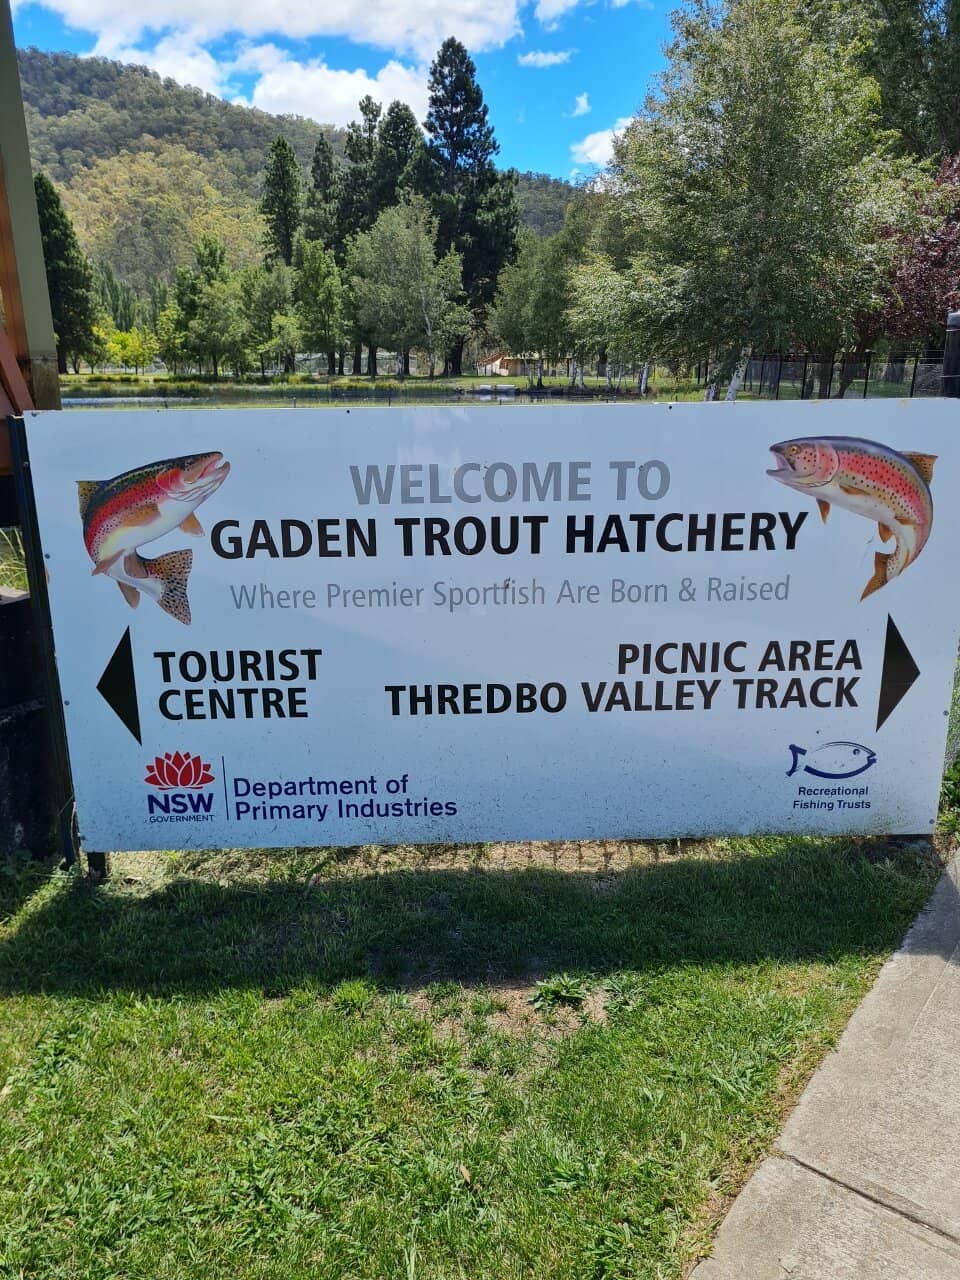 WELCOME TO
GADEN TROUT HATCHERY
Where Premier Sportfish Are Born & Raised
TOURIST
CENTRE
PICNIC AREA
THREDBO VALLEY TRACK
NSW
GOVERNMENT
Department of
Primary Industries
Recreational
Fishing Trusts